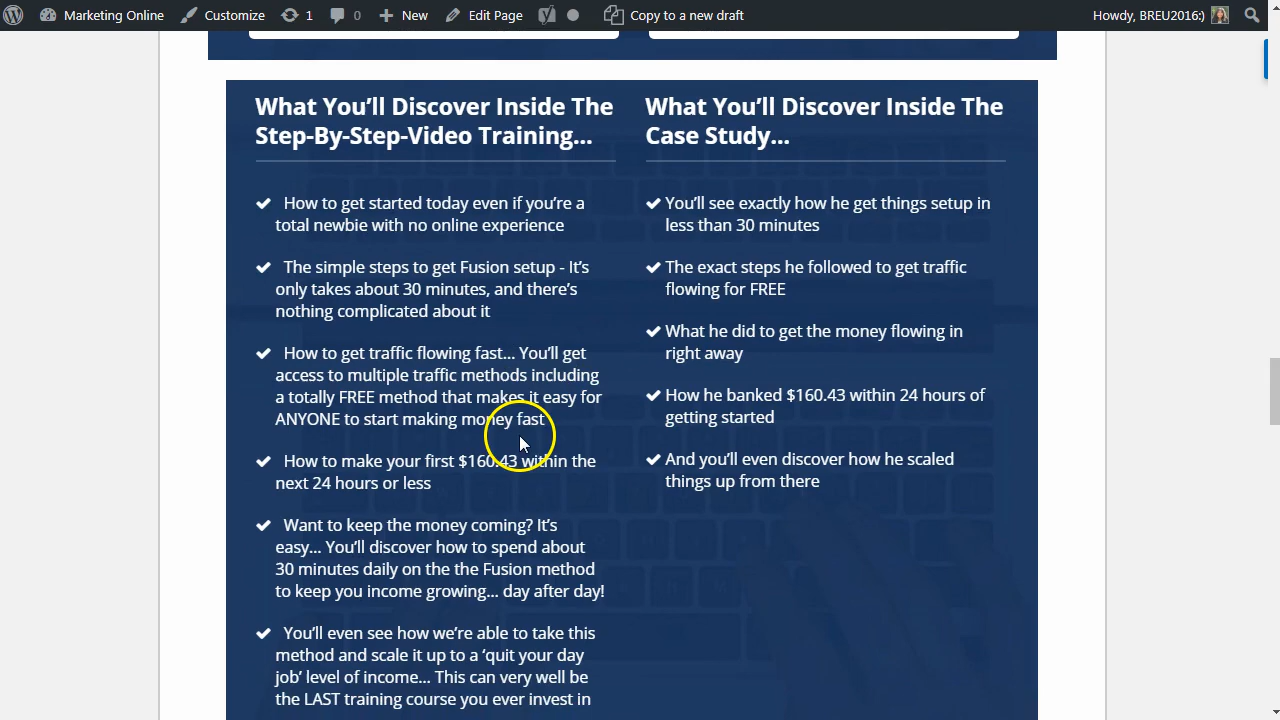 Marketing Online Customize 1 0 New Edit Page Copy to a new draft Howdy, BREU2016:)
What You’ll Discover Inside The
Step-By-Step-Video Training...
How to get started today even if you’re a
total newbie with no online experience
The simple steps to get Fusion setup - It’s
only takes about 30 minutes, and there’s
nothing complicated about it
How to get traffic flowing fast... You’ll get
access to multiple traffic methods including
a totally FREE method that makes it easy for
ANYONE to start making money fast
How to make your first $160.43 within the
next 24 hours or less
Want to keep the money coming? It’s
easy... You’ll discover how to spend about
30 minutes daily on the the Fusion method
to keep you income growing... day after day!
You’ll even see how we’re able to take this
method and scale it up to a ‘quit your day
job’ level of income... This can very well be
the LAST training course you ever invest in
What You’ll Discover Inside The
Case Study...
You’ll see exactly how he get things setup in
less than 30 minutes
The exact steps he followed to get traffic
flowing for FREE
What he did to get the money flowing in
right away
How he banked $160.43 within 24 hours of
getting started
And you’ll even discover how he scaled
things up from there